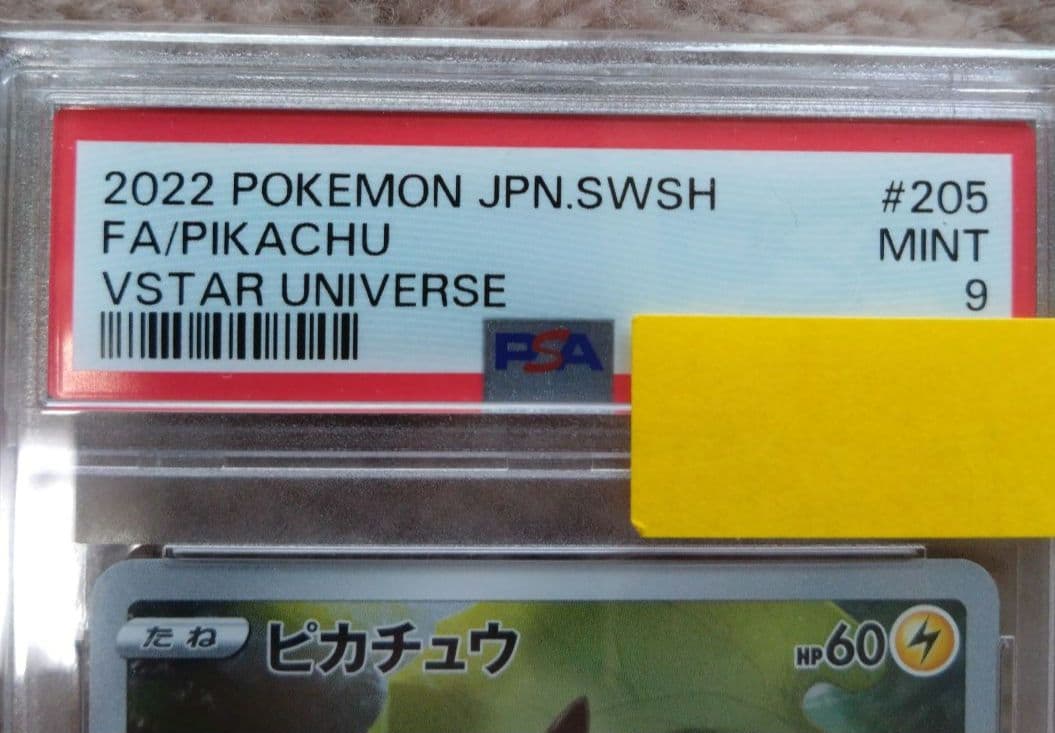 2022 POKEMON JPN.SWSH #205
FA/PIKACHU MINT
VSTAR UNIVERSE 9
PSA
たね ピカチュウ HP60